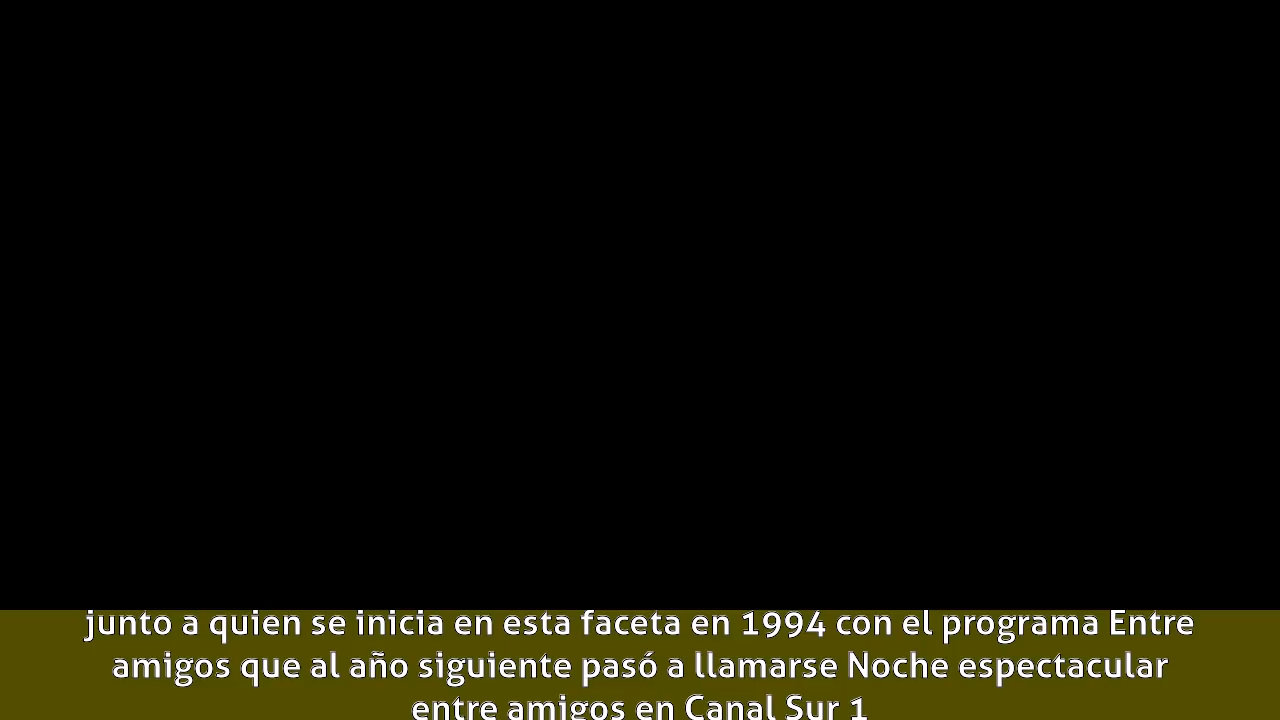 junto a quien se inicia en esta faceta en 1994 con el programa Entre
amigos que al año siguiente pasó a llamarse Noche espectacular
entre amigos en Canal Sur 1